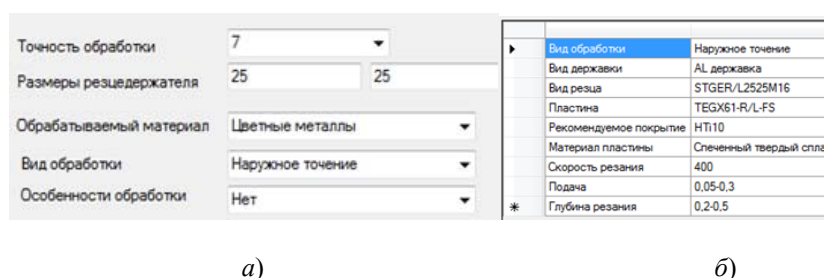 Точность обработки 7
Размеры резцедержателя 25 25
Обрабатываемый материал Цветные металлы
Вид обработки Наружное точение
Особенности обработки Нет
Вид обработки Наружное точение
Вид державки AL державка
Вид резца STGER/L2525M16
Пластина TEGX61-R/L-FS
Рекомендуемое покрытие HTi10
Материал пластины Спеченный твердый спла
Скорость резания 400
Подача 0,05-0,3
Глубина резания 0,2-0,5
а) б)